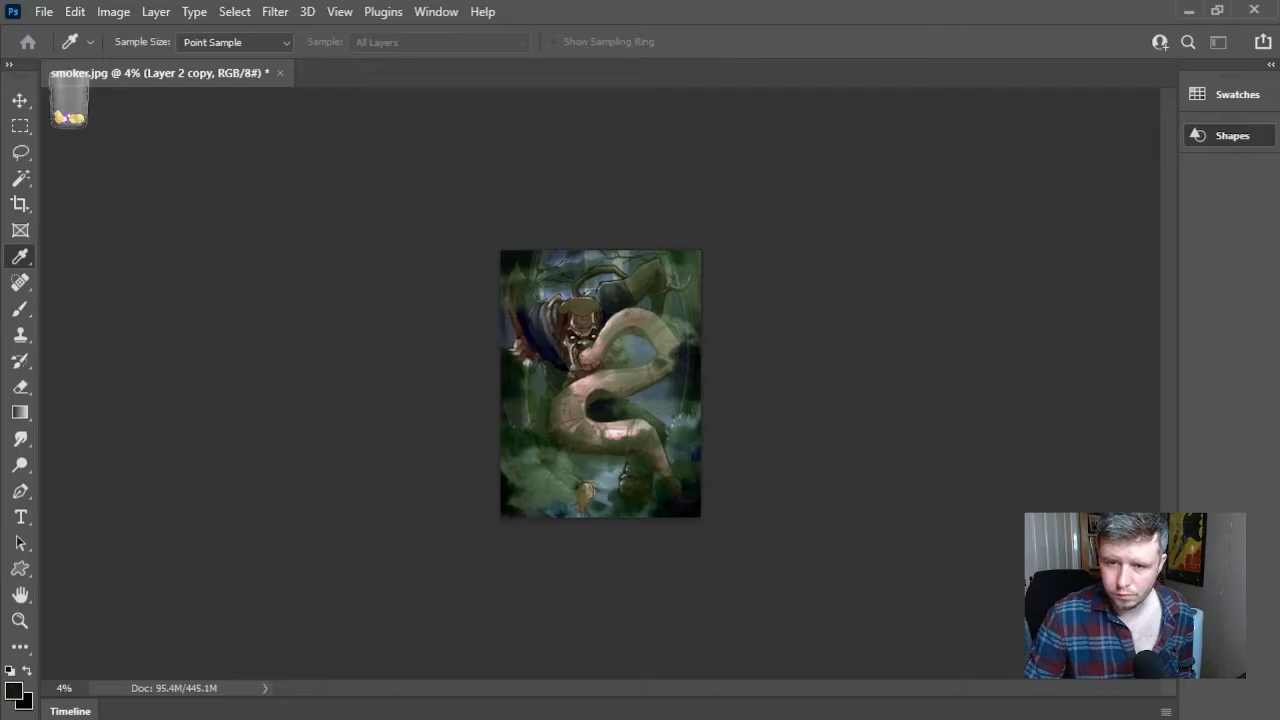 Ps File Edit Image Layer Type Select Filter 3D View Plugins Window Help
Sample Size: Point Sample Sample: All Layers Show Sampling Ring
smoker.jpg @ 4% (Layer 2 copy, RGB/8#) *
Swatches
Shapes
T
4% Doc: 95.4M/445.1M
Timeline